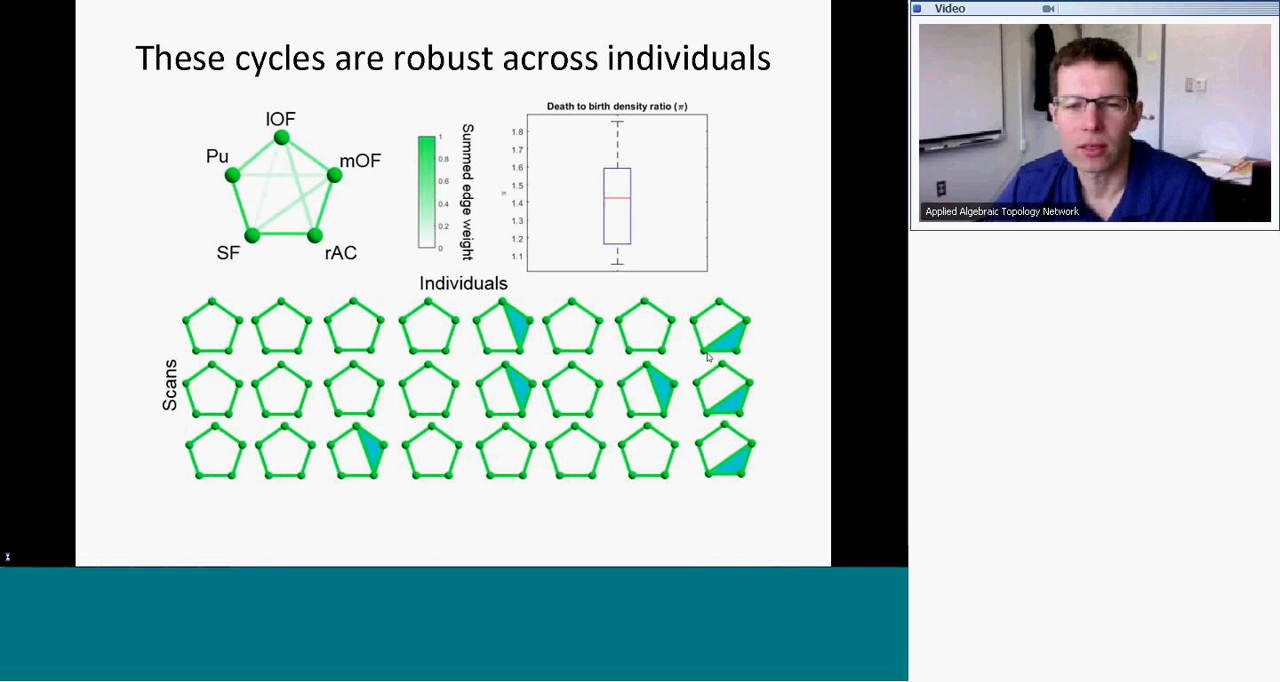 Video
These cycles are robust across individuals
lOF
Pu
mOF
SF
rAC
1
0.8
0.6
0.4
0.2
0
Summed edge weight
Death to birth density ratio (π)
1.8
1.7
1.6
1.5
1.4
1.3
1.2
1.1
π
Individuals
Scans
Applied Algebraic Topology Network